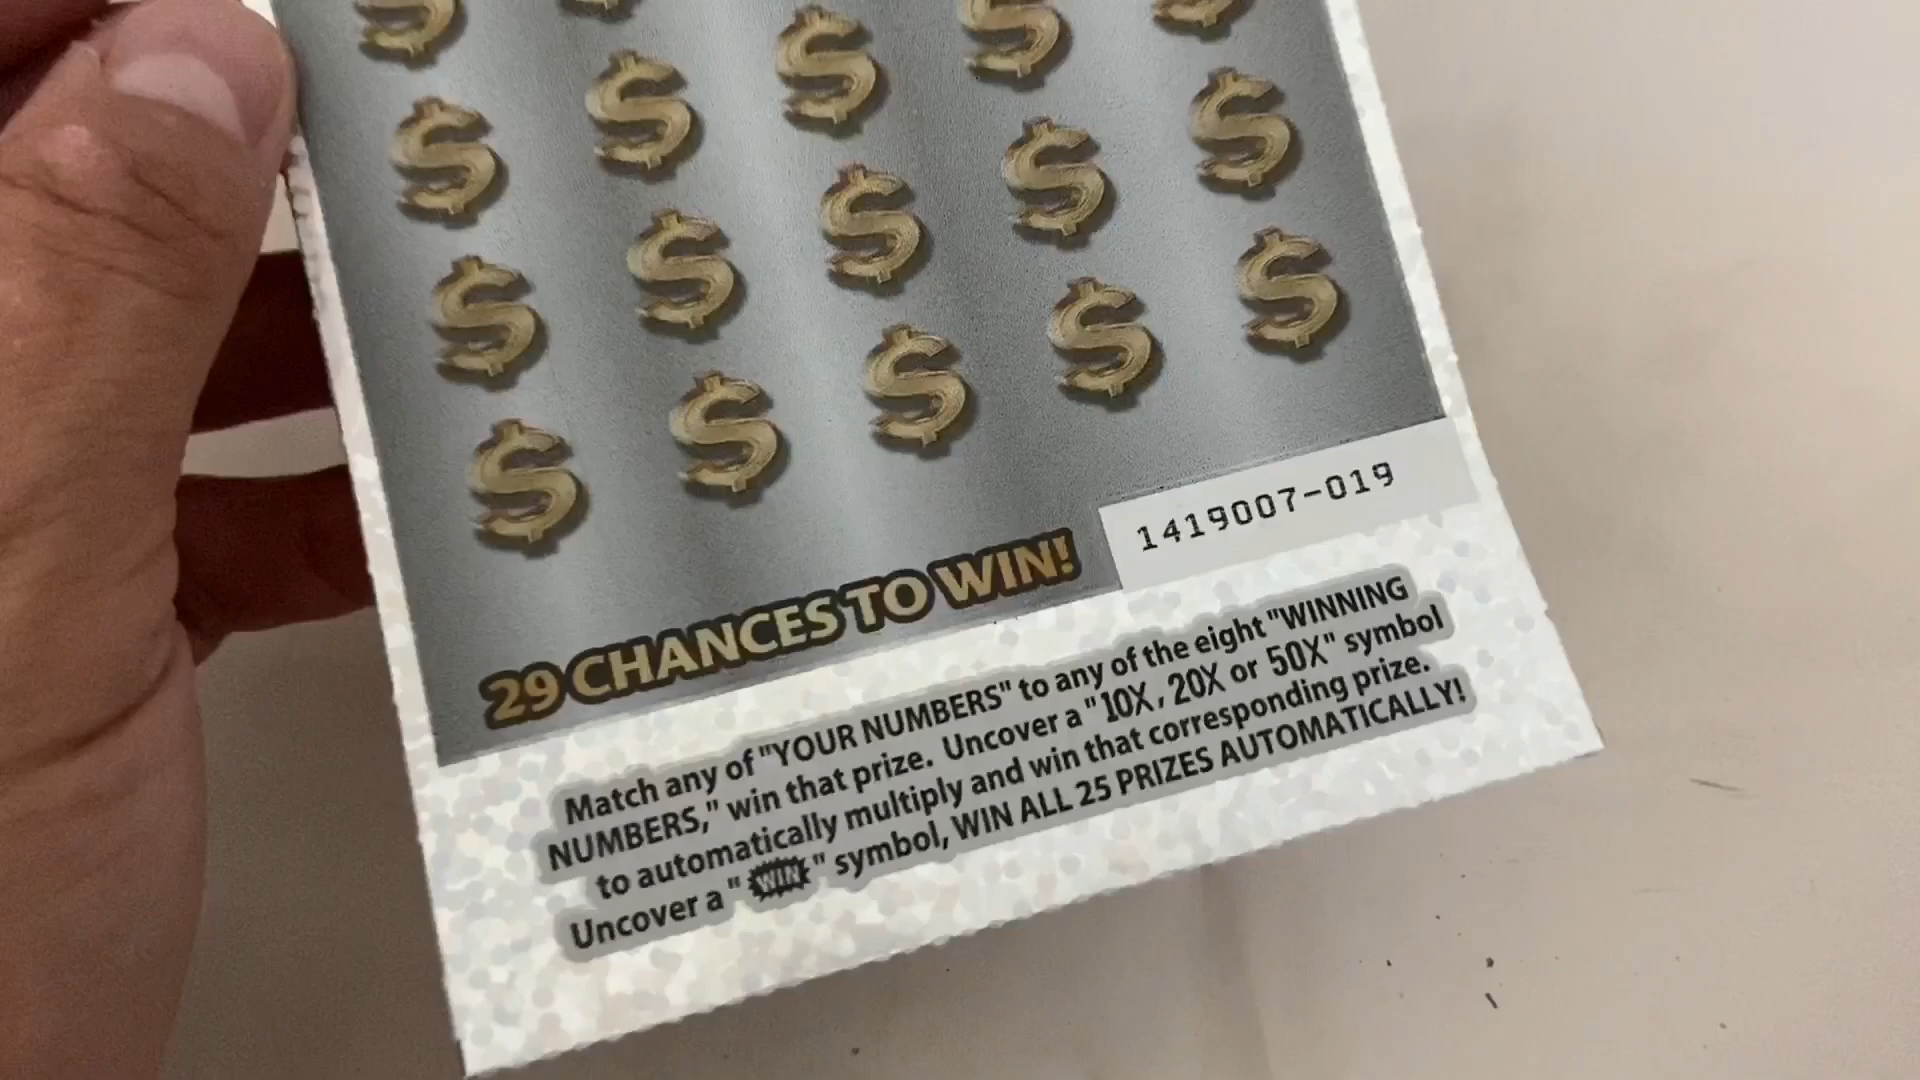 1419007-019
29 CHANCES TO WIN!
Match any of "YOUR NUMBERS" to any of the eight "WINNING
NUMBERS," win that prize. Uncover a "10X, 20X or 50X" symbol
to automatically multiply and win that corresponding prize.
Uncover a "WIN" symbol, WIN ALL 25 PRIZES AUTOMATICALLY!